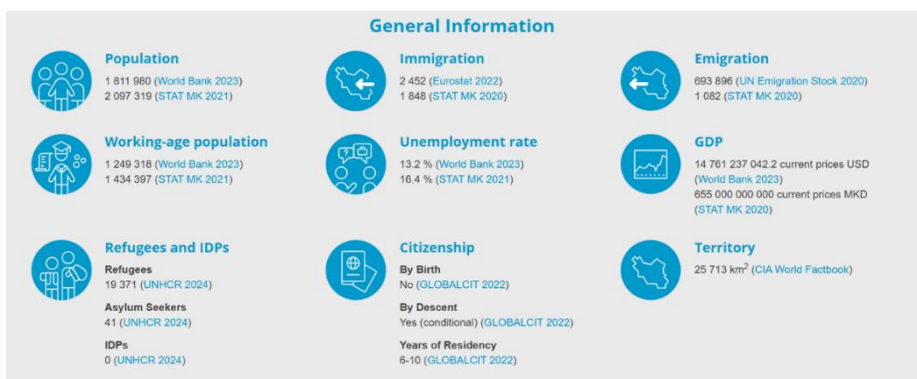 General Information
Population
1 811 980 (World Bank 2023)
2 097 319 (STAT MK 2021)
Immigration
2 452 (Eurostat 2022)
1 848 (STAT MK 2020)
Emigration
693 896 (UN Emigration Stock 2020)
1 082 (STAT MK 2020)
Working-age population
1 249 318 (World Bank 2023)
1 434 397 (STAT MK 2021)
Unemployment rate
13.2 % (World Bank 2023)
16.4 % (STAT MK 2021)
GDP
14 761 237 042.2 current prices USD
(World Bank 2023)
655 000 000 000 current prices MKD
(STAT MK 2020)
Refugees and IDPs
Refugees
19 371 (UNHCR 2024)
Asylum Seekers
41 (UNHCR 2024)
IDPs
0 (UNHCR 2024)
Citizenship
By Birth
No (GLOBALCIT 2022)
By Descent
Yes (conditional) (GLOBALCIT 2022)
Years of Residency
6-10 (GLOBALCIT 2022)
Territory
25 713 km² (CIA World Factbook)